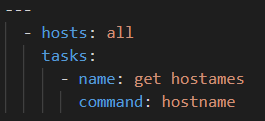 ---
- hosts: all
tasks:
- name: get hostames
command: hostname